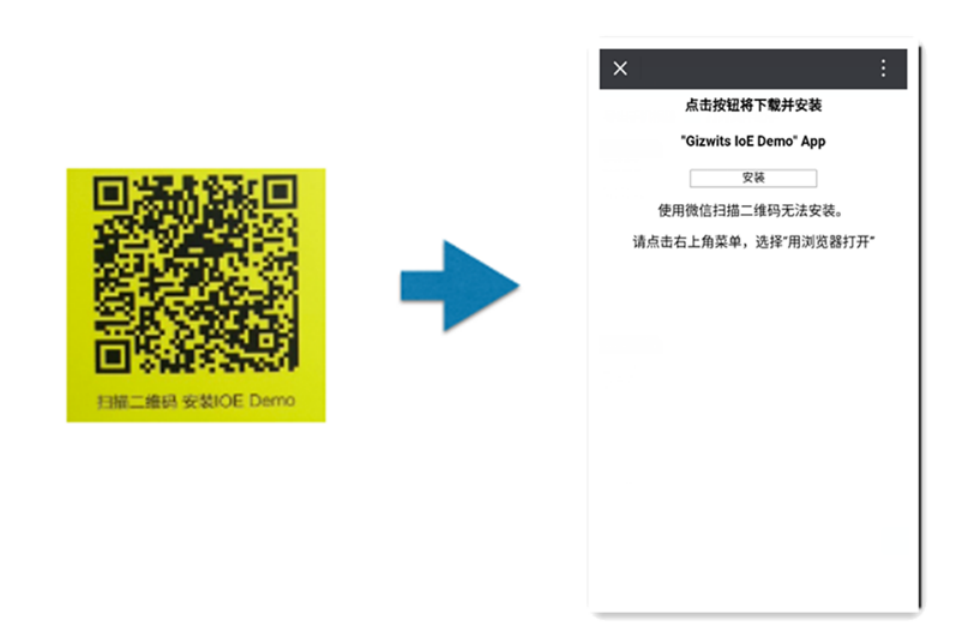 扫描二维码 安装IOE Demo
点击按钮将下载并安装
"Gizwits IoE Demo" App
安装
使用微信扫描二维码无法安装。
请点击右上角菜单，选择"用浏览器打开"